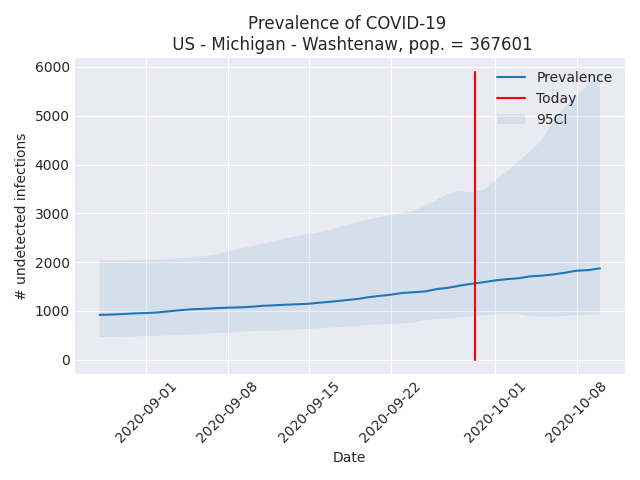 Prevalence of COVID-19
US - Michigan - Washtenaw, pop. = 367601
6000
5000
4000
3000
2000
1000
0
# undetected infections
Prevalence
Today
95CI
2020-09-01
2020-09-08
2020-09-15
2020-09-22
2020-10-01
2020-10-08
Date